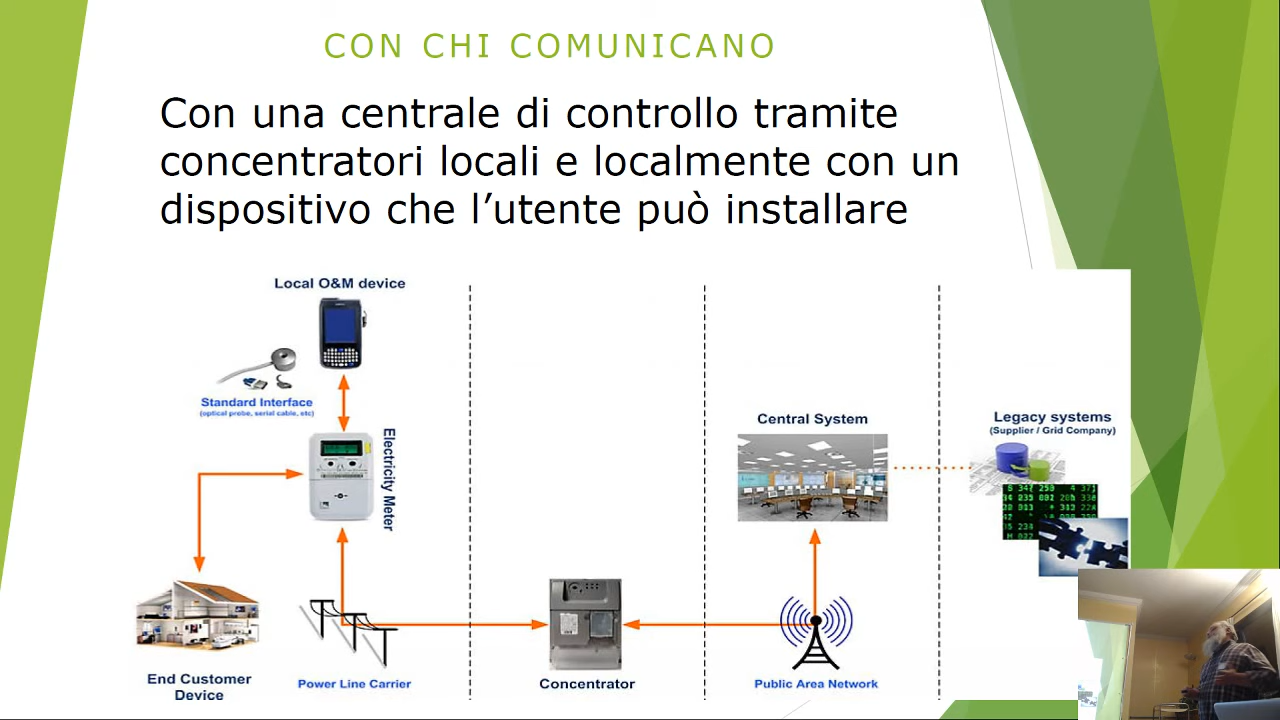 CON CHI COMUNICANO
Con una centrale di controllo tramite
concentratori locali e localmente con un
dispositivo che l’utente può installare
Local O&M device
Standard Interface
(optical probe, serial cable, etc)
Electricity Meter
Central System
Legacy systems
(Supplier / Grid Company)
End Customer
Device
Power Line Carrier
Concentrator
Public Area Network